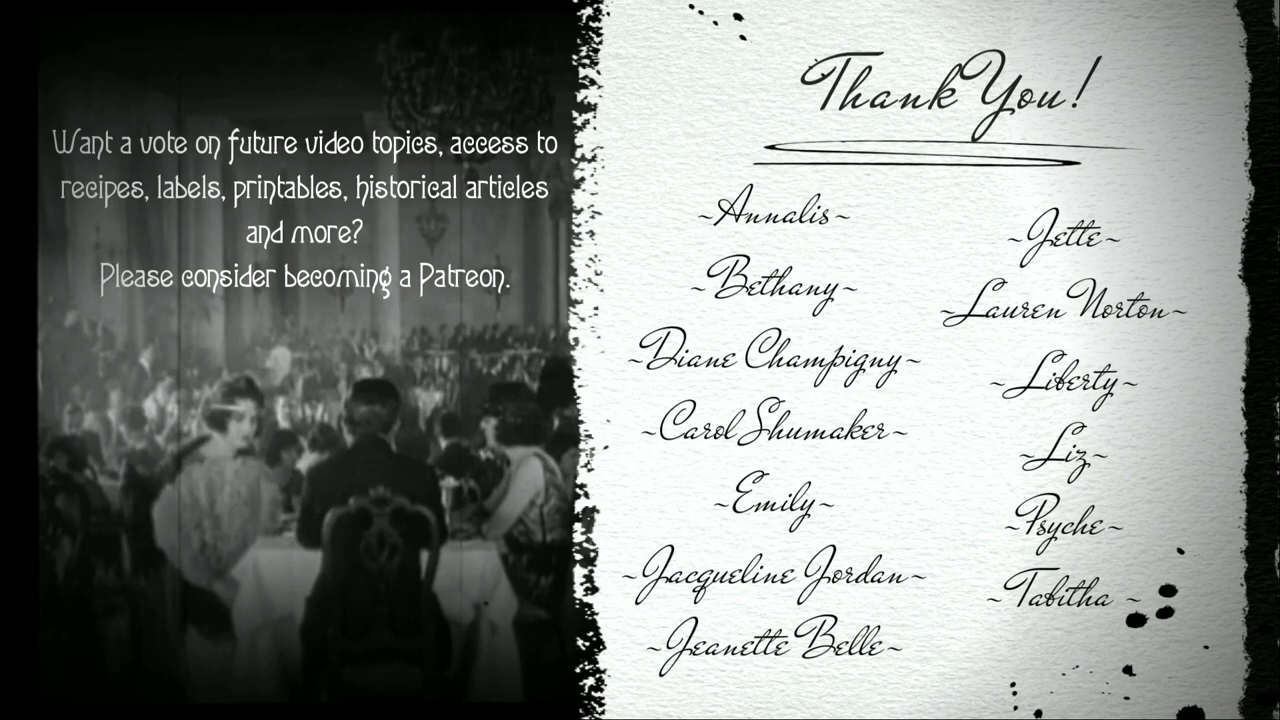 Want a vote on future video topics, access to
recipes, labels, printables, historical articles
and more?
Please consider becoming a Patreon.
Thank You!
~Annalis~
~Bethany~
~Diane Champigny~
~Carol Shumaker~
~Emily~
~Jacqueline Jordan~
~Jeanette Belle~
~Jette~
~Lauren Norton~
~Liberty~
~Liz~
~Psyche~
~Tabitha ~